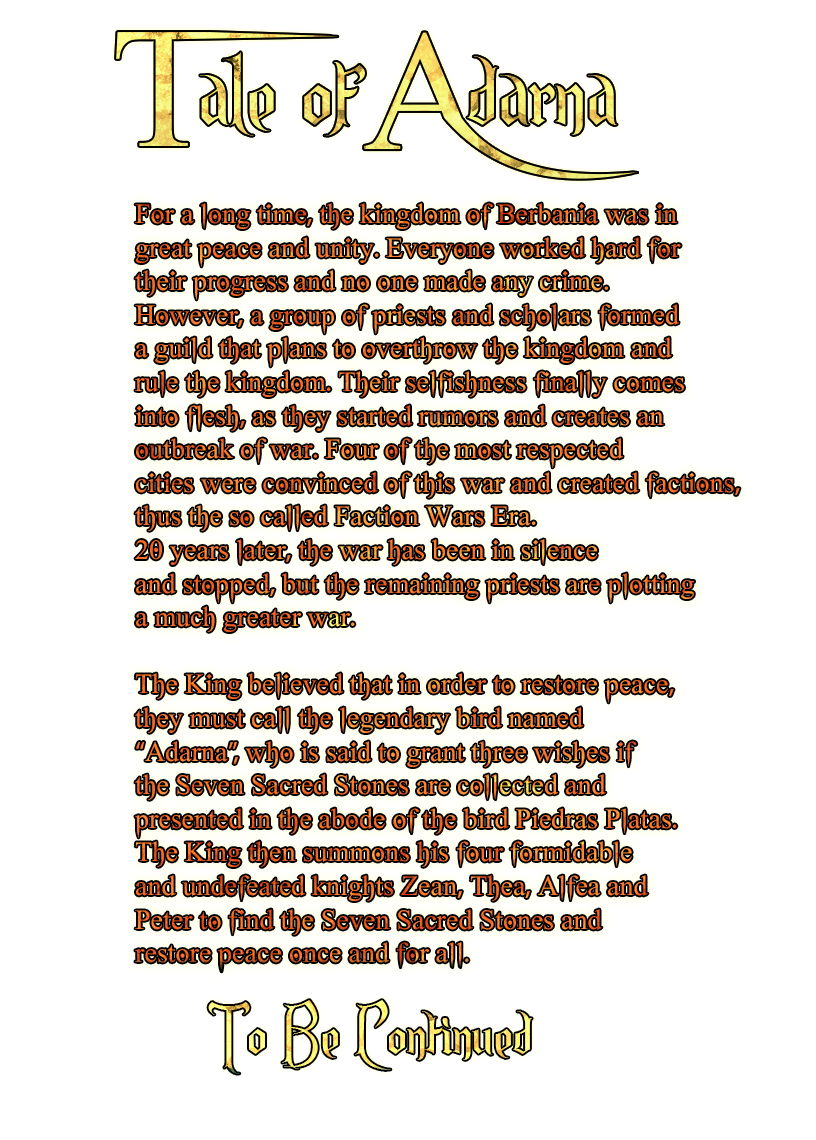 Tale of Adarna
For a long time, the kingdom of Berbania was in
great peace and unity. Everyone worked hard for
their progress and no one made any crime.
However, a group of priests and scholars formed
a guild that plans to overthrow the kingdom and
rule the kingdom. Their selfishness finally comes
into flesh, as they started rumors and creates an
outbreak of war. Four of the most respected
cities were convinced of this war and created factions,
thus the so called Faction Wars Era.
20 years later, the war has been in silence
and stopped, but the remaining priests are plotting
a much greater war.
The King believed that in order to restore peace,
they must call the legendary bird named
“Adarna”, who is said to grant three wishes if
the Seven Sacred Stones are collected and
presented in the abode of the bird Piedras Platas.
The King then summons his four formidable
and undefeated knights Zean, Thea, Alfea and
Peter to find the Seven Sacred Stones and
restore peace once and for all.
To Be Continued